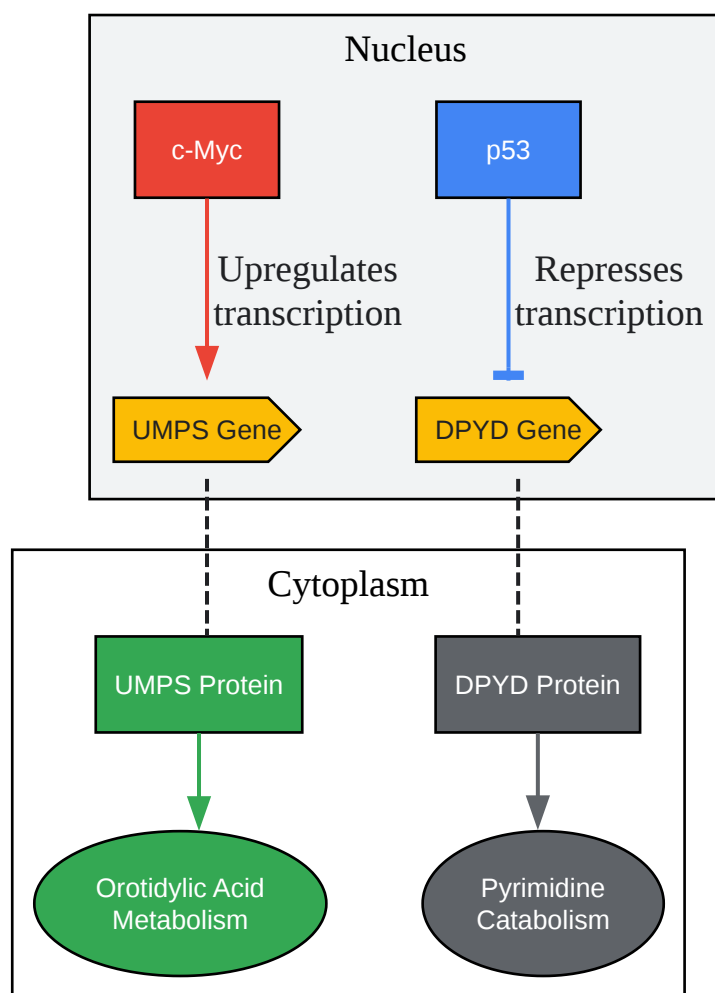 Nucleus
c-Myc
p53
Upregulates
transcription
Represses
transcription
UMPS Gene
DPYD Gene
Cytoplasm
UMPS Protein
DPYD Protein
Orotidylic Acid
Metabolism
Pyrimidine
Catabolism